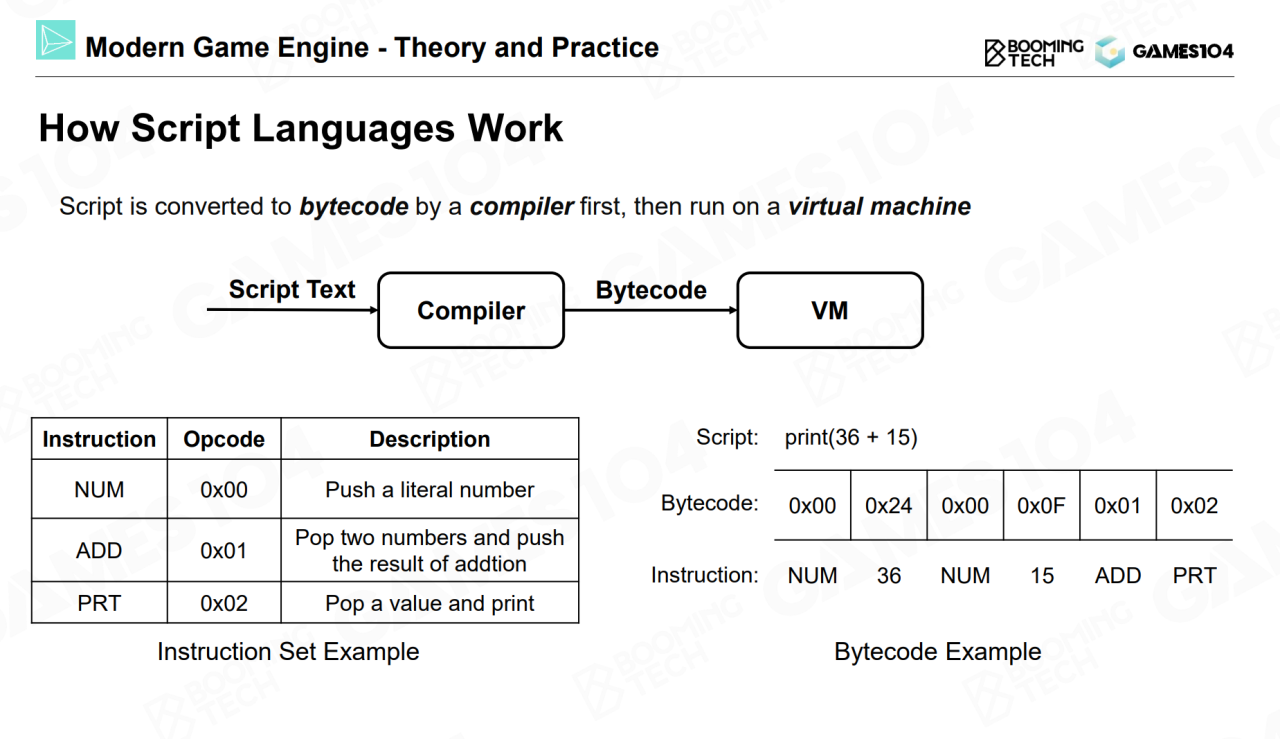 Modern Game Engine - Theory and Practice
BOOMING
TECH
GAMES104
How Script Languages Work
Script is converted to bytecode by a compiler first, then run on a virtual machine
Script Text
Compiler
Bytecode
VM
Instruction Opcode Description
NUM 0x00 Push a literal number
ADD 0x01 Pop two numbers and push
the result of addtion
PRT 0x02 Pop a value and print
Instruction Set Example
Script: print(36 + 15)
Bytecode: 0x00 0x24 0x00 0x0F 0x01 0x02
Instruction: NUM 36 NUM 15 ADD PRT
Bytecode Example